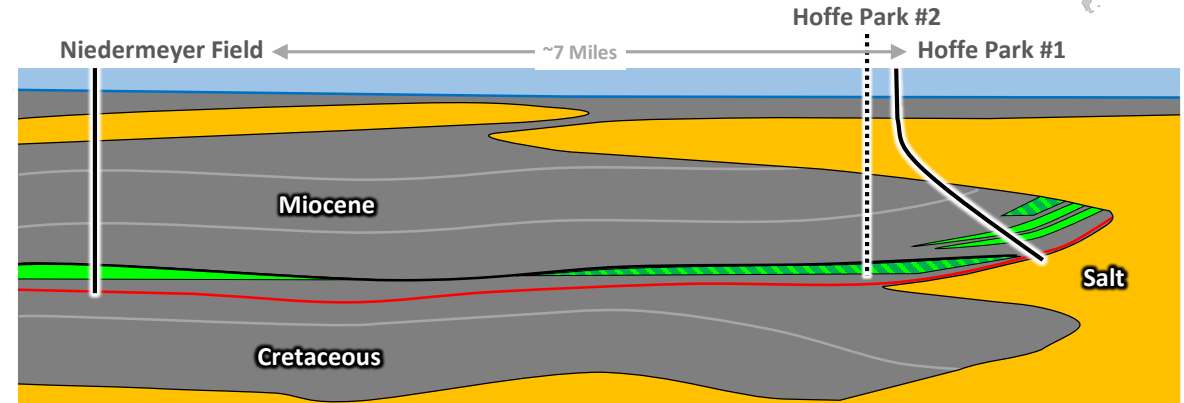 Hoffe Park #2
Niedermeyer Field
~7 Miles
Hoffe Park #1
Miocene
Salt
Cretaceous